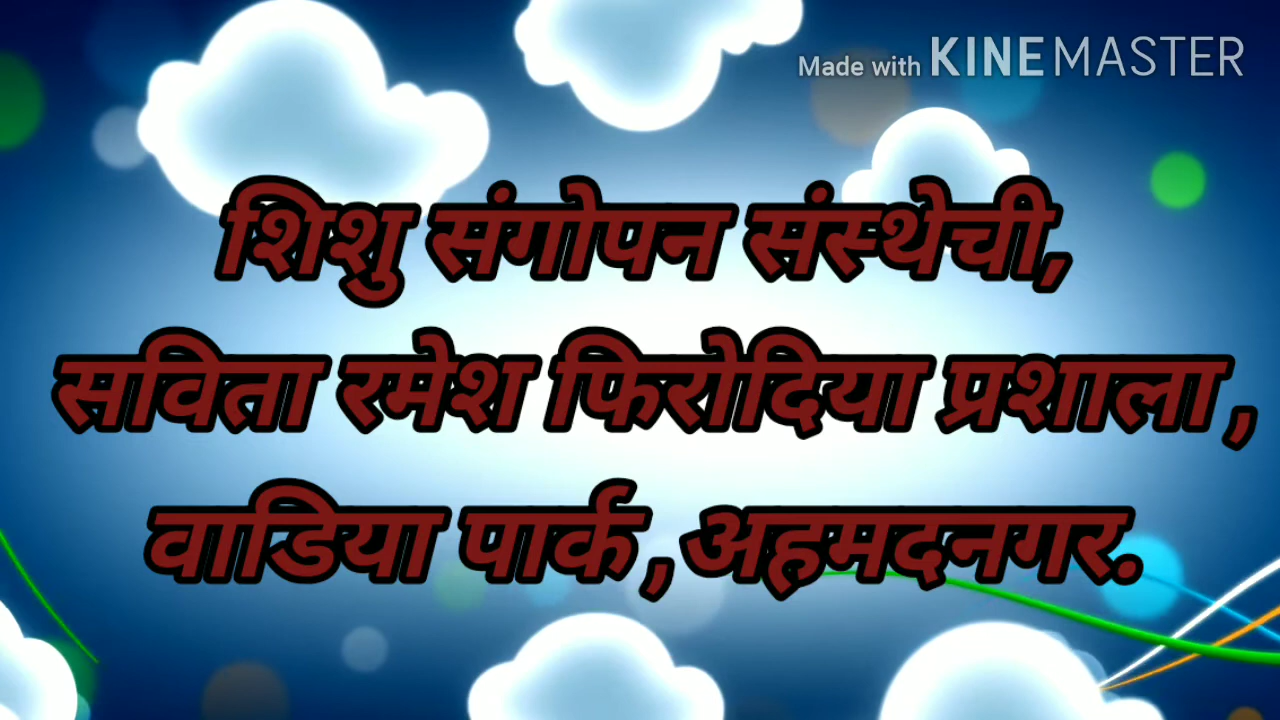 Made with KINEMASTER
शिशु संगोपन संस्थेची,
सविता रमेश फिरोदिया प्रशाला ,
वाडिया पार्क ,अहमदनगर.